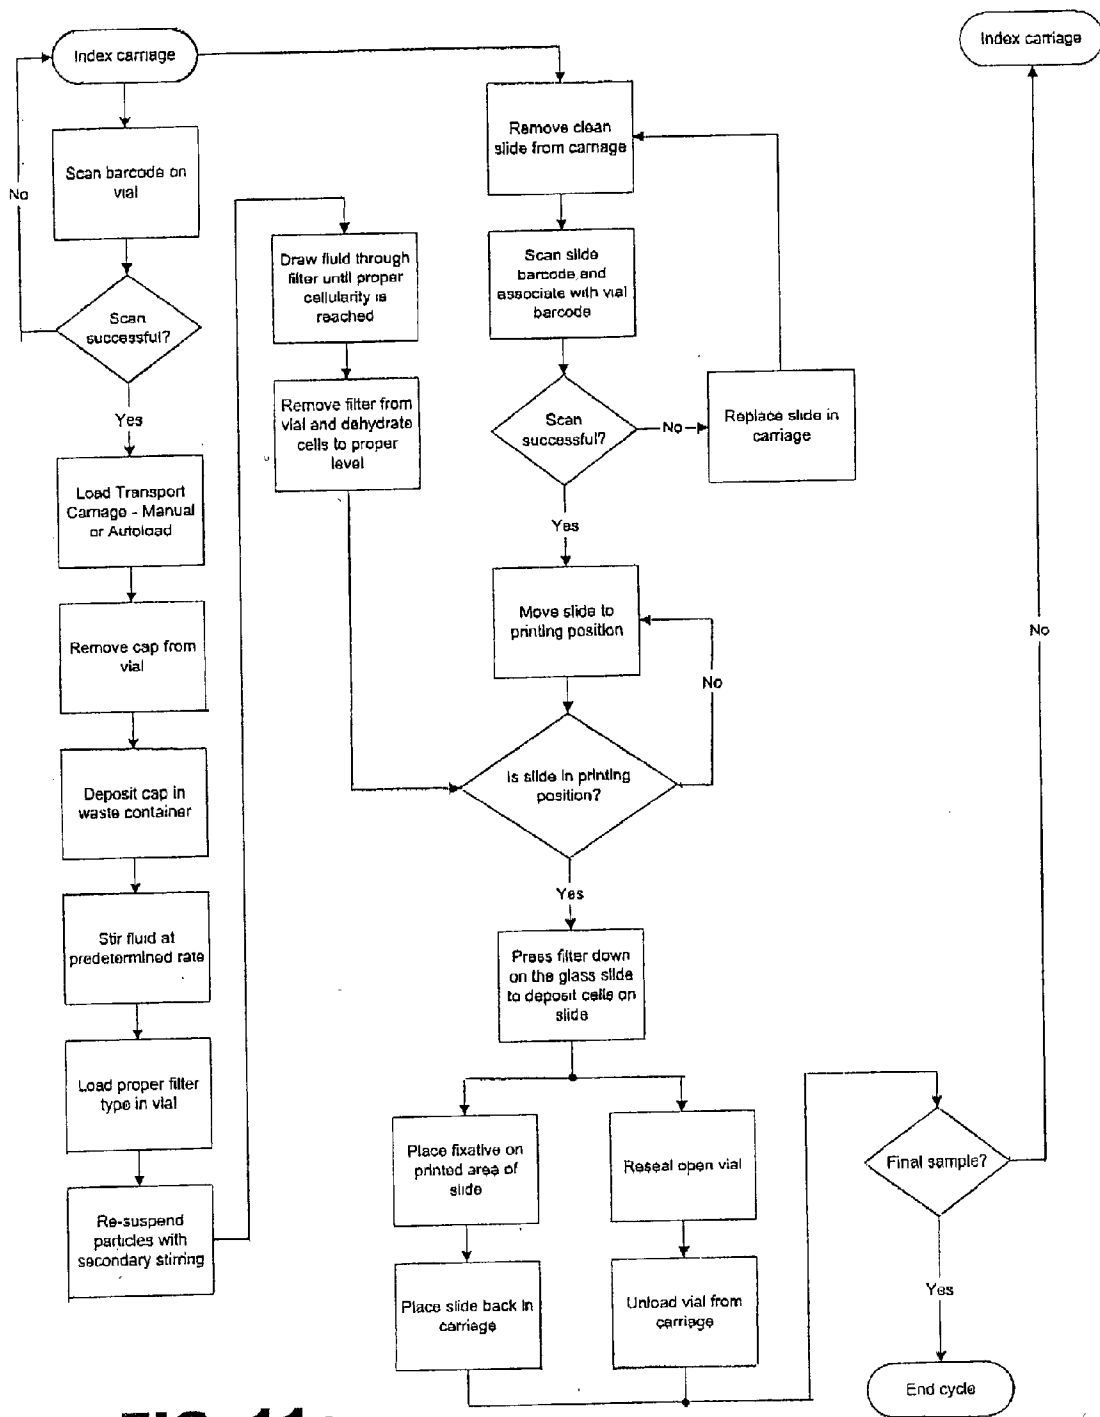 Index carriage
Scan barcode on
vial
No
Scan
successful?
Yes
Load Transport
Carriage - Manual
or Autoload
Remove cap from
vial
Deposit cap in
waste container
Stir fluid at
predetermined rate
Load proper filter
type in vial
Re-suspend
particles with
secondary stirring
Draw fluid through
filter until proper
cellularity is
reached
Remove filter from
vial and dehydrate
cells to proper
level
Remove clean
slide from carriage
Scan slide
barcode and
associate with vial
barcode
Scan
successful?
No
Replace slide in
carriage
Yes
Move slide to
printing position
No
Is slide in printing
position?
Yes
Press filter down
on the glass slide
to deposit cells on
slide
Place fixative on
printed area of
slide
Place slide back in
carriage
Reseal open vial
Unload vial from
carriage
Final sample?
No
Index carriage
Yes
End cycle